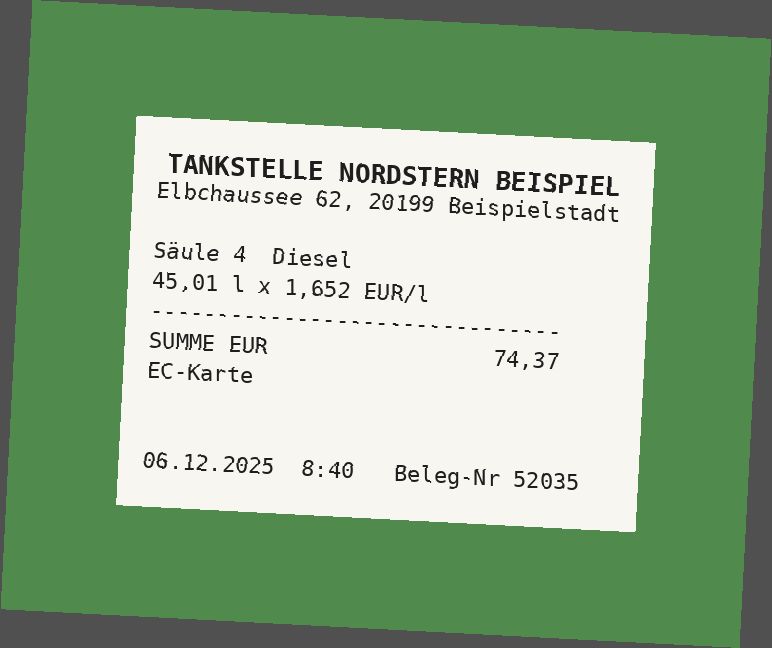 TANKSTELLE NORDSTERN BEISPIEL
Elbchaussee 62, 20199 Beispielstadt
Säule 4  Diesel
45,01 l x 1,652 EUR/l
-------------------------------
SUMME EUR                 74,37
EC-Karte
06.12.2025  8:40   Beleg-Nr 52035